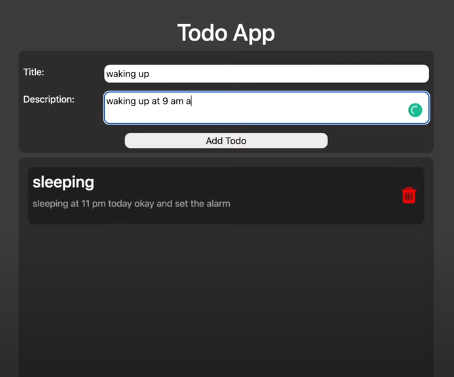 Todo App
Title:
waking up
Description:
waking up at 9 am a
Add Todo
sleeping
sleeping at 11 pm today okay and set the alarm